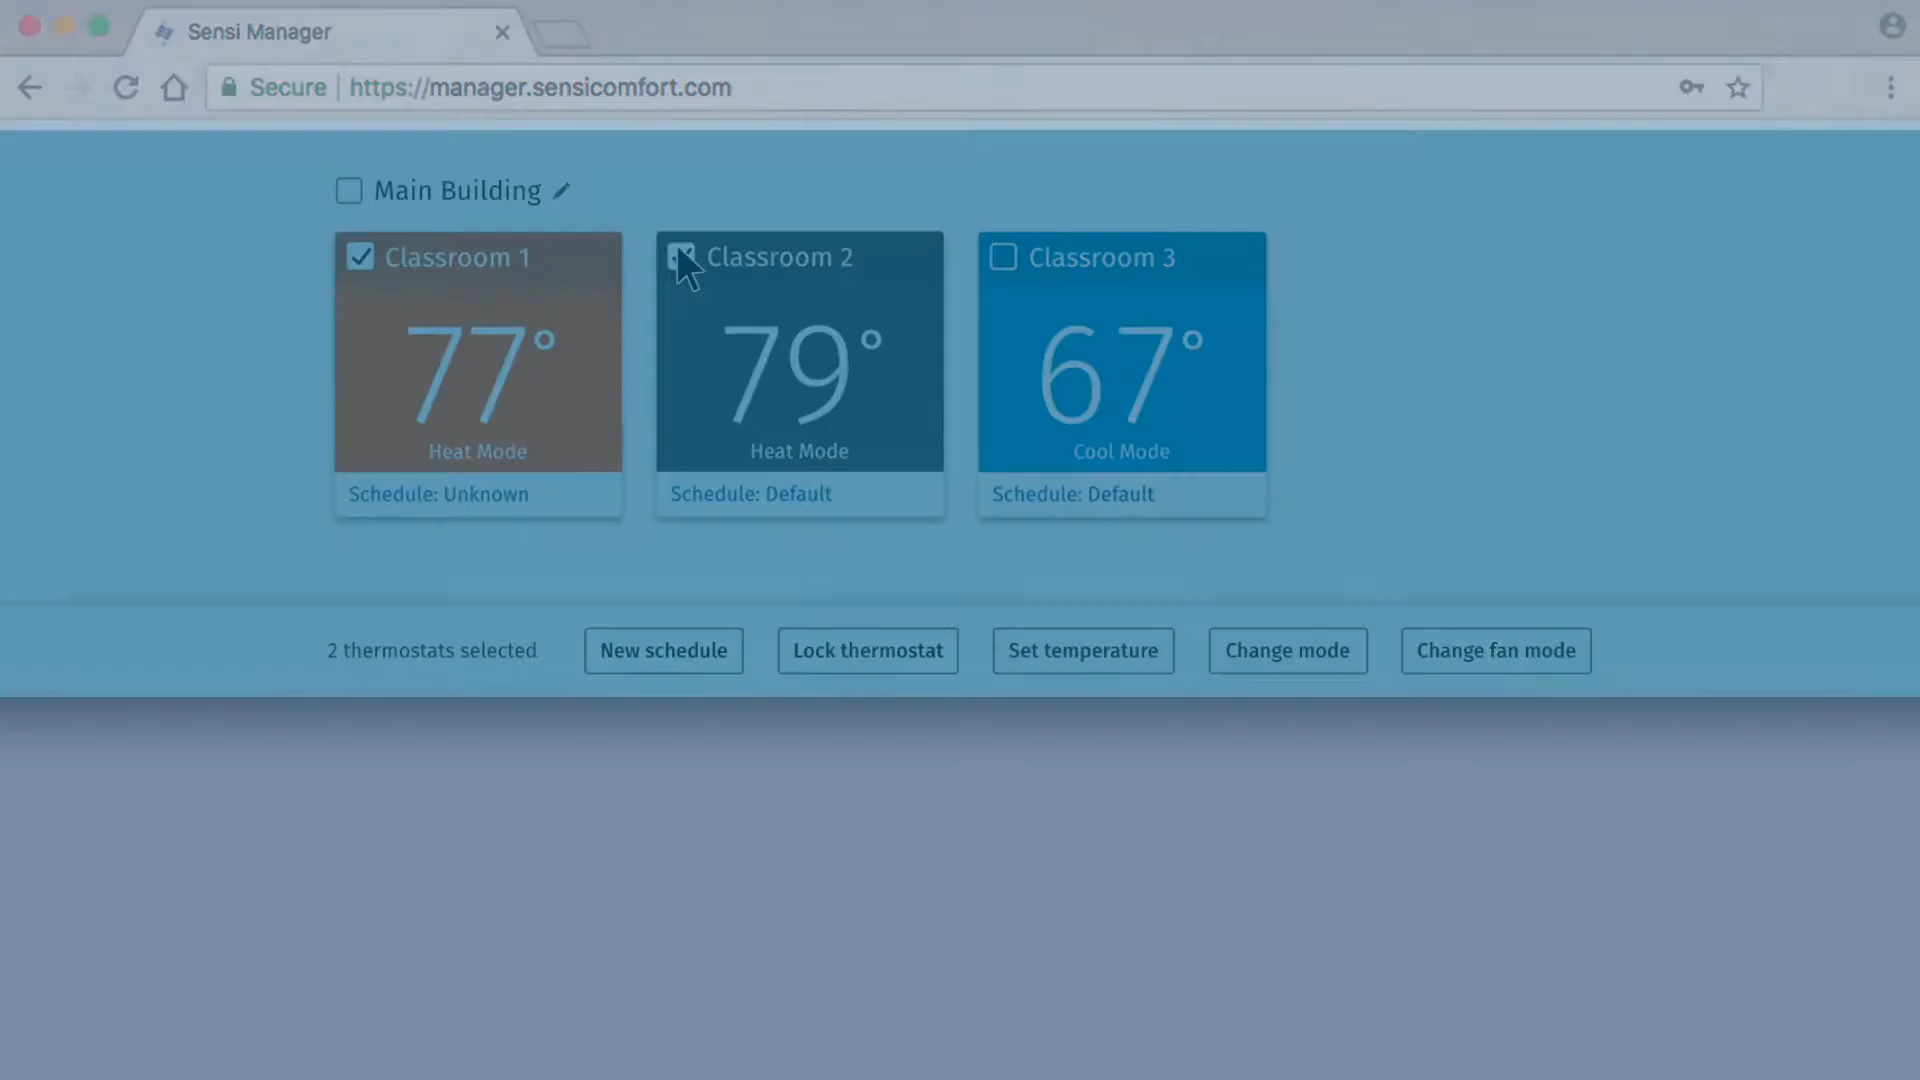 Sensi Manager
Secure | https://manager.sensicomfort.com
Main Building
Classroom 1
77°
Heat Mode
Schedule: Unknown
Classroom 2
79°
Heat Mode
Schedule: Default
Classroom 3
67°
Cool Mode
Schedule: Default
2 thermostats selected
New schedule
Lock thermostat
Set temperature
Change mode
Change fan mode